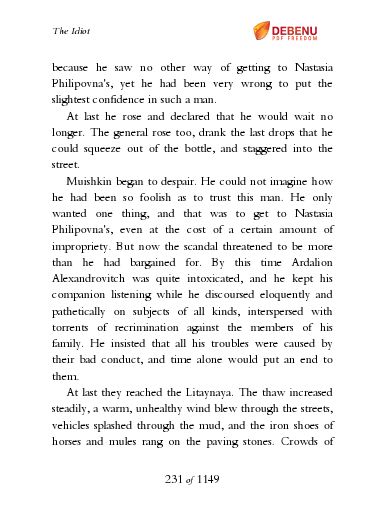 The Idiot
DEBENU
PDF FREEDOM
because he saw no other way of getting to Nastasia
Philipovna's, yet he had been very wrong to put the
slightest confidence in such a man.
At last he rose and declared that he would wait no
longer. The general rose too, drank the last drops that he
could squeeze out of the bottle, and staggered into the
street.
Muishkin began to despair. He could not imagine how
he had been so foolish as to trust this man. He only
wanted one thing, and that was to get to Nastasia
Philipovna's, even at the cost of a certain amount of
impropriety. But now the scandal threatened to be more
than he had bargained for. By this time Ardalion
Alexandrovitch was quite intoxicated, and he kept his
companion listening while he discoursed eloquently and
pathetically on subjects of all kinds, interspersed with
torrents of recrimination against the members of his
family. He insisted that all his troubles were caused by
their bad conduct, and time alone would put an end to
them.
At last they reached the Litaynaya. The thaw increased
steadily, a warm, unhealthy wind blew through the streets,
vehicles splashed through the mud, and the iron shoes of
horses and mules rang on the paving stones. Crowds of
231 of 1149